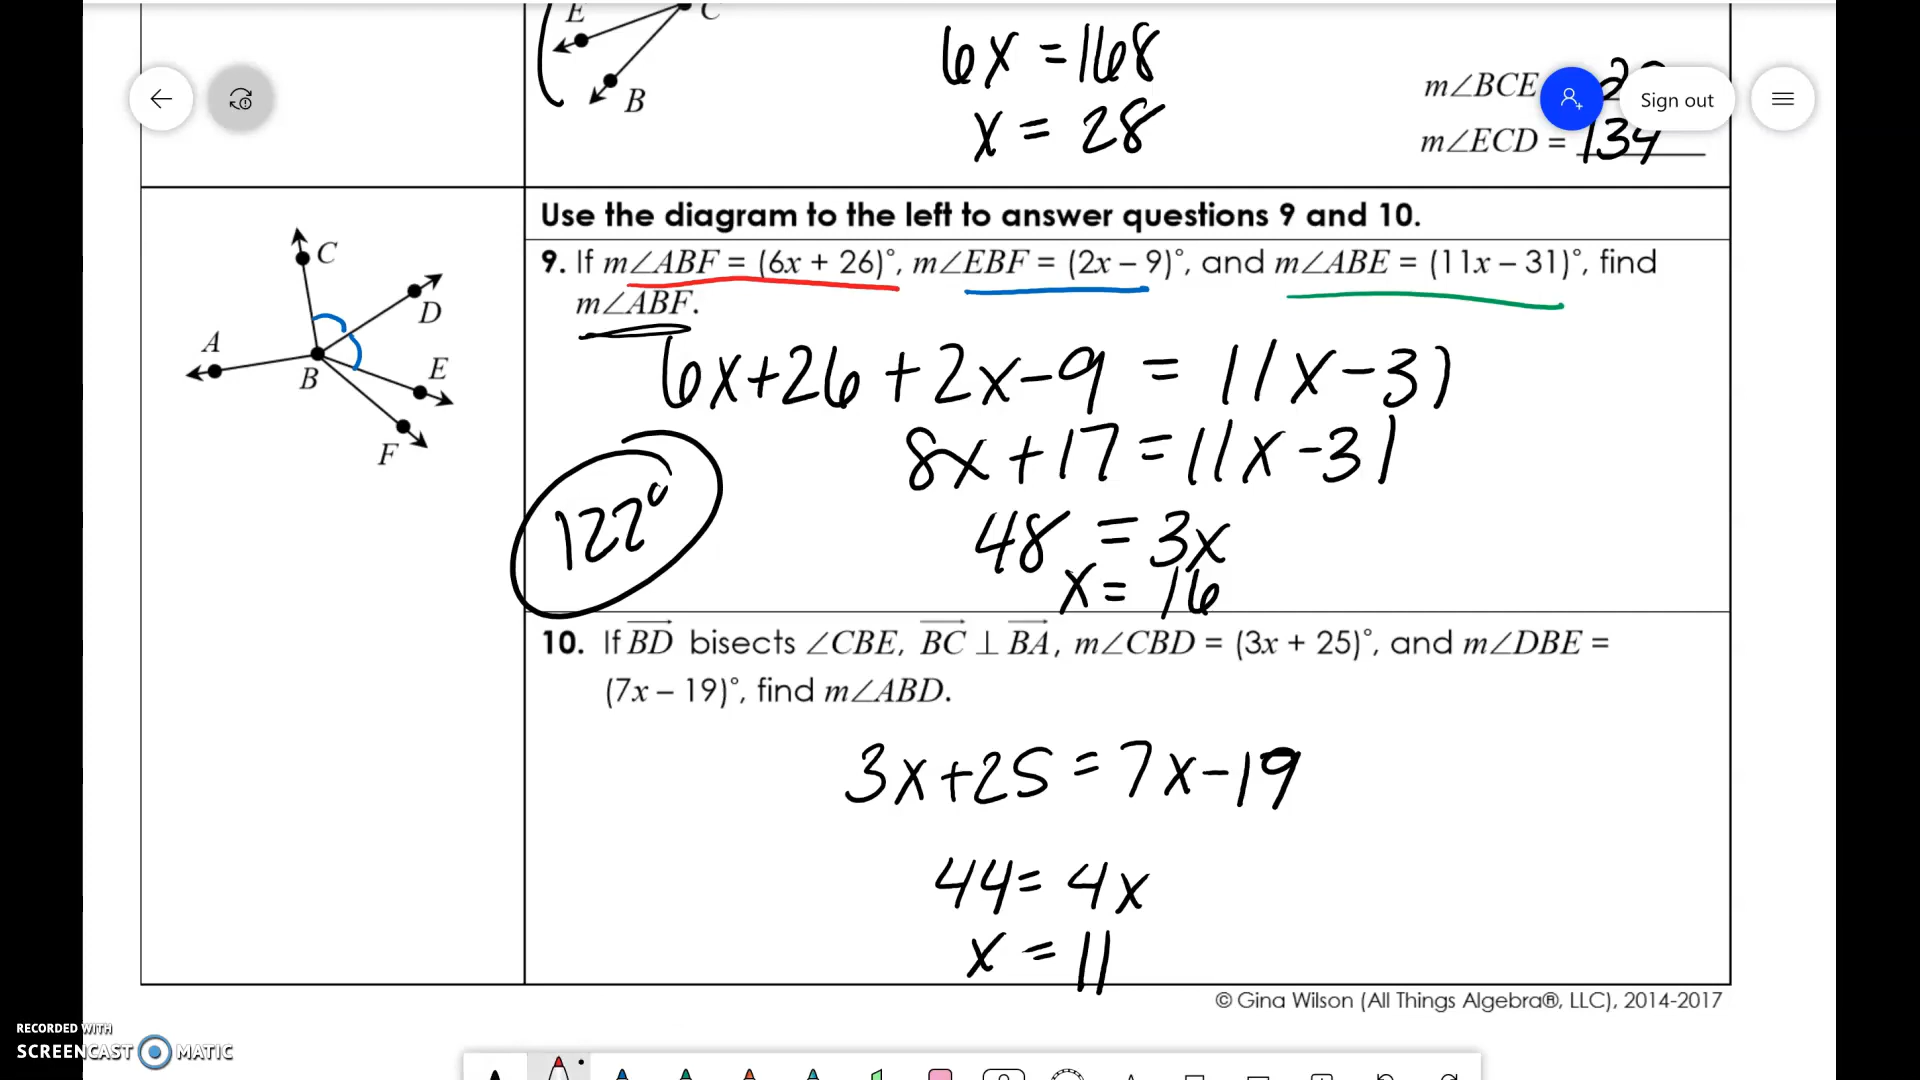 E C
B
6x = 168
x = 28
m∠BCE
m∠ECD = 134
Sign out
Use the diagram to the left to answer questions 9 and 10.
9. If m∠ABF = (6x + 26)°, m∠EBF = (2x – 9)°, and m∠ABE = (11x – 31)°, find
m∠ABF.
C
D
A
B
E
F
6x+26+2x-9 = 11x-31
8x+17=11x-31
48 = 3x
x = 16
122°
10. If BD bisects ∠CBE, BC ⊥ BA, m∠CBD = (3x + 25)°, and m∠DBE =
(7x – 19)°, find m∠ABD.
3x+25=7x-19
44=4x
x = 11
© Gina Wilson (All Things Algebra®, LLC), 2014-2017
RECORDED WITH
SCREENCAST MATIC